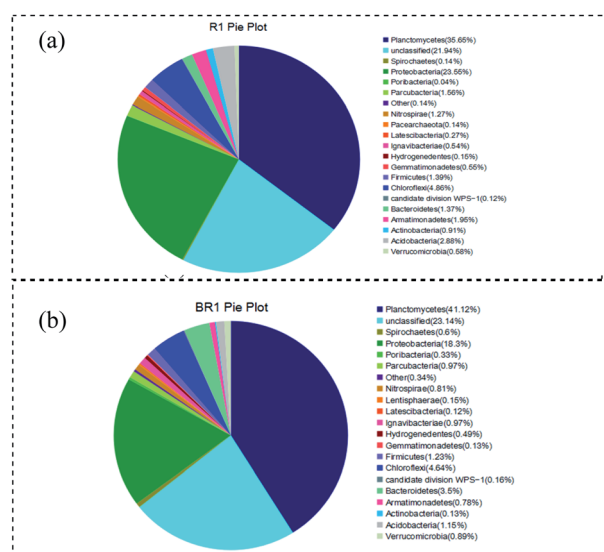 (a)
R1 Pie Plot
Planctomycetes(35.65%)
unclassified(21.94%)
Spirochaetes(0.14%)
Proteobacteria(23.56%)
Poribacteria(0.04%)
Parcubacteria(1.56%)
Other(0.14%)
Nitrospirae(1.27%)
Pacearchaeota(0.14%)
Latescibacteria(0.27%)
Ignavibacteriae(0.54%)
Hydrogenedentes(0.15%)
Gemmatimonadetes(0.55%)
Firmicutes(1.39%)
Chloroflexi(4.86%)
candidate division WPS-1(0.12%)
Bacteroidetes(1.37%)
Armatimonadetes(1.95%)
Actinobacteria(0.91%)
Acidobacteria(2.88%)
Verrucomicrobia(0.58%)
(b)
BR1 Pie Plot
Planctomycetes(41.12%)
unclassified(23.14%)
Spirochaetes(0.6%)
Proteobacteria(18.3%)
Poribacteria(0.33%)
Parcubacteria(0.97%)
Other(0.34%)
Nitrospirae(0.81%)
Lentisphaerae(0.15%)
Latescibacteria(0.12%)
Ignavibacteriae(0.97%)
Hydrogenedentes(0.49%)
Gemmatimonadetes(0.13%)
Firmicutes(1.23%)
Chloroflexi(4.64%)
candidate division WPS-1(0.16%)
Bacteroidetes(3.5%)
Armatimonadetes(0.78%)
Actinobacteria(0.13%)
Acidobacteria(1.15%)
Verrucomicrobia(0.89%)